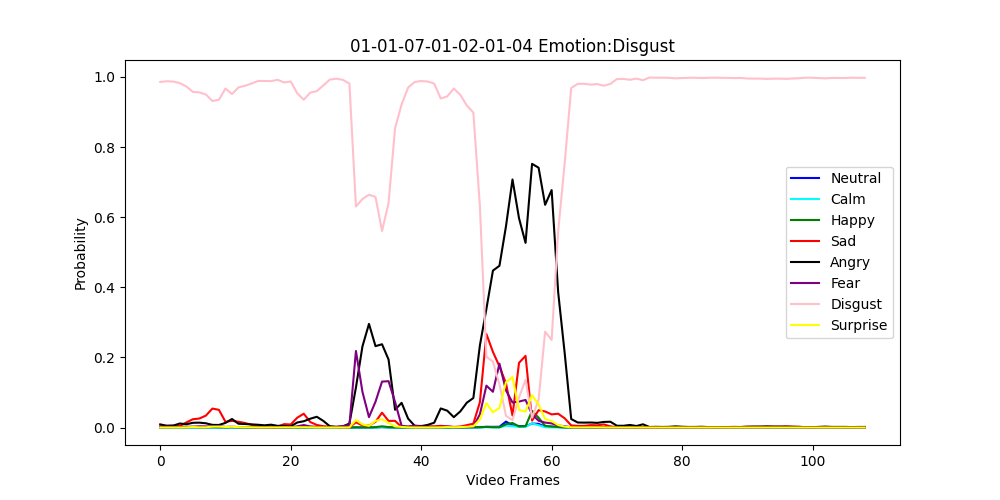 01-01-07-01-02-01-04 Emotion:Disgust
Probability
1.0
0.8
0.6
0.4
0.2
0.0
Neutral
Calm
Happy
Sad
Angry
Fear
Disgust
Surprise
0 20 40 60 80 100
Video Frames